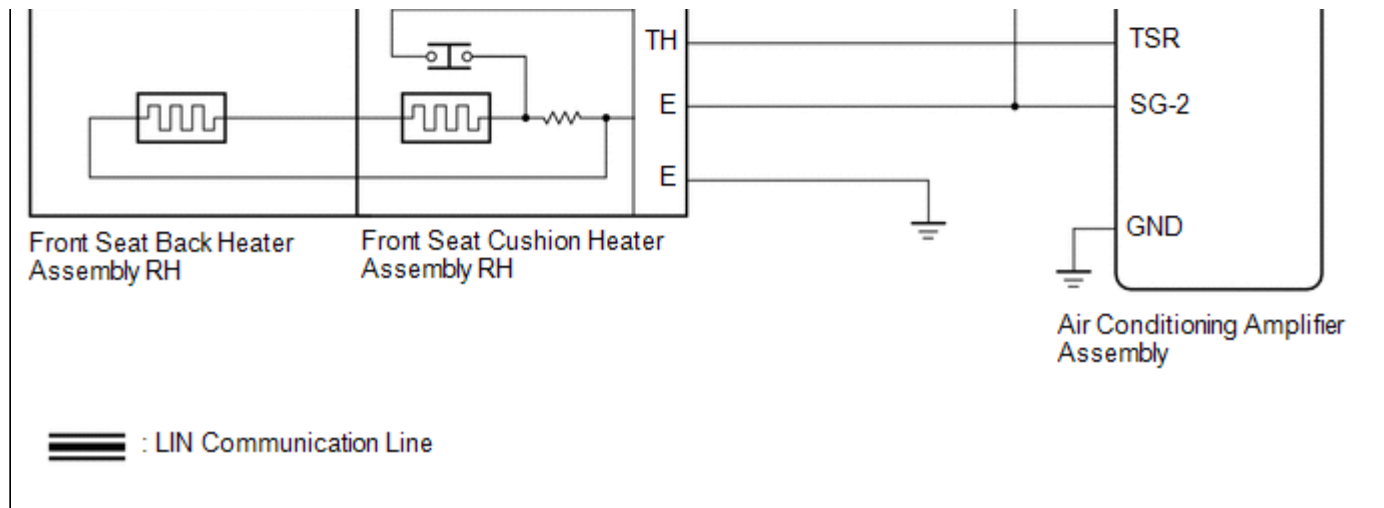 TH
TSR
E
SG-2
E
GND
Front Seat Back Heater
Assembly RH
Front Seat Cushion Heater
Assembly RH
Air Conditioning Amplifier
Assembly
: LIN Communication Line